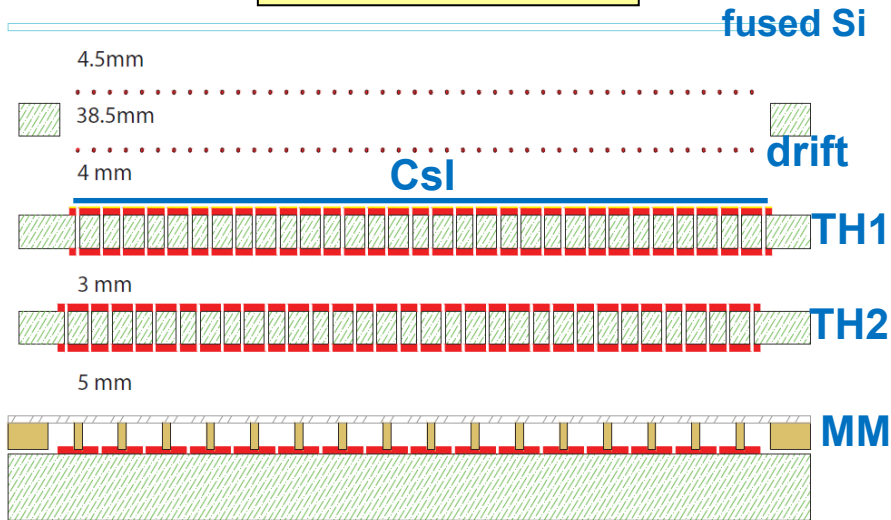 fused Si
4.5mm
38.5mm
drift
4 mm
CsI
TH1
3 mm
TH2
5 mm
MM